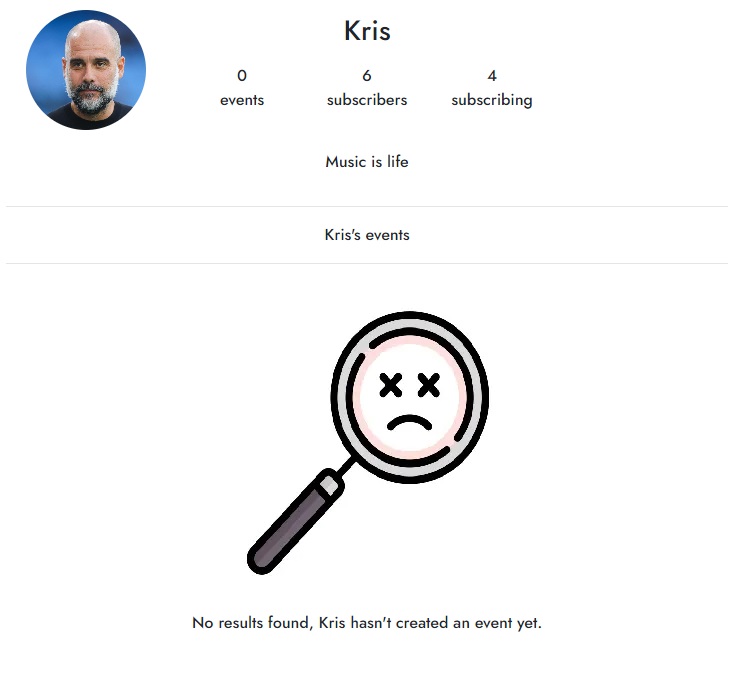 Kris
0
events
6
subscribers
4
subscribing
Music is life
Kris's events
No results found, Kris hasn't created an event yet.